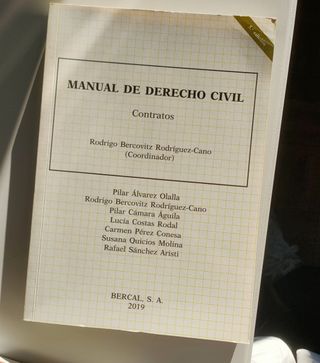 MANUAL DE DERECHO CIVIL
Contratos
Rodrigo Bercovitz Rodríguez-Cano
(Coordinador)
Pilar Álvarez Olalla
Rodrigo Bercovitz Rodríguez-Cano
Pilar Cámara Águila
Lucía Costas Rodal
Carmen Pérez Conesa
Susana Quicios Molina
Rafael Sánchez Aristi
BERCAL, S. A.
2019